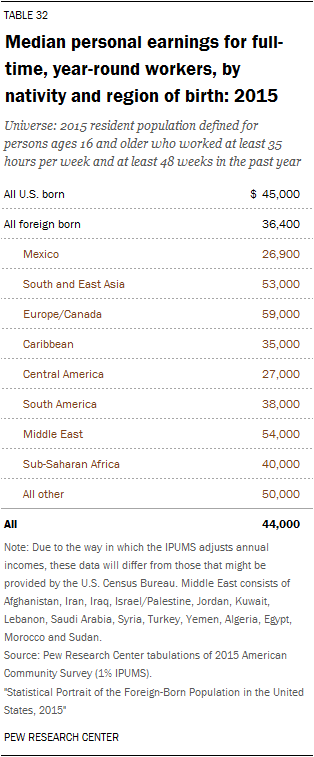 TABLE 32
Median personal earnings for full-
time, year-round workers, by
nativity and region of birth: 2015
Universe: 2015 resident population defined for
persons ages 16 and older who worked at least 35
hours per week and at least 48 weeks in the past year
All U.S. born $ 45,000
All foreign born 36,400
Mexico 26,900
South and East Asia 53,000
Europe/Canada 59,000
Caribbean 35,000
Central America 27,000
South America 38,000
Middle East 54,000
Sub-Saharan Africa 40,000
All other 50,000
All 44,000
Note: Due to the way in which the IPUMS adjusts annual
incomes, these data will differ from those that might be
provided by the U.S. Census Bureau. Middle East consists of
Afghanistan, Iran, Iraq, Israel/Palestine, Jordan, Kuwait,
Lebanon, Saudi Arabia, Syria, Turkey, Yemen, Algeria, Egypt,
Morocco and Sudan.
Source: Pew Research Center tabulations of 2015 American
Community Survey (1% IPUMS).
"Statistical Portrait of the Foreign-Born Population in the United
States, 2015"
PEW RESEARCH CENTER